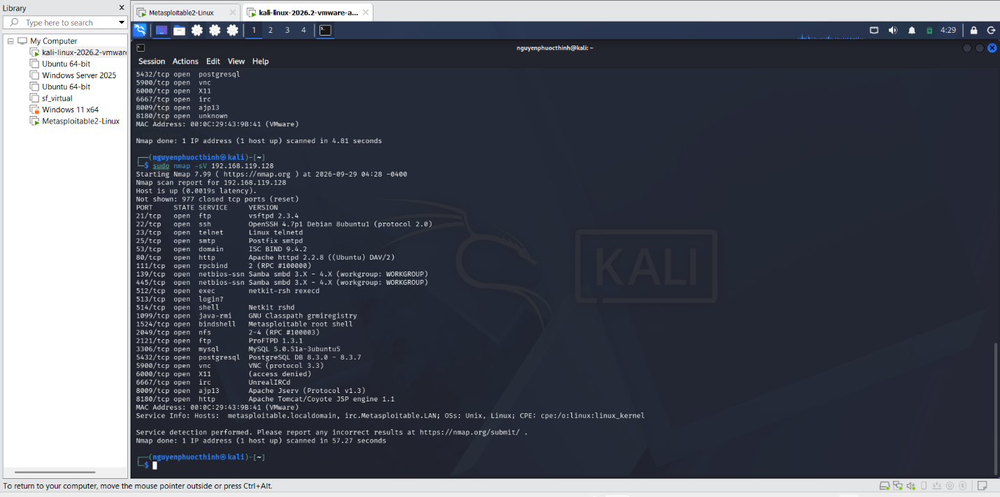 Library
Type here to search
My Computer
kali-linux-2026.2-vmware
Ubuntu 64-bit
Windows Server 2025
Ubuntu 64-bit
sf_virtual
Windows 11 x64
Metasploitable2-Linux
Metasploitable2-Linux
kali-linux-2026.2-vmware-a...
1 2 3 4
4:29
nguyenphuocthinh@kali: ~
Session Actions Edit View Help
5432/tcp open  postgresql
5900/tcp open  vnc
6000/tcp open  X11
6667/tcp open  irc
8009/tcp open  ajp13
8180/tcp open  unknown
MAC Address: 00:0C:29:43:9B:41 (VMware)
Nmap done: 1 IP address (1 host up) scanned in 4.81 seconds
(nguyenphuocthinh㉿kali)-[~]
$ sudo nmap -sV 192.168.119.128
Starting Nmap 7.99 ( https://nmap.org ) at 2026-09-29 04:28 -0400
Nmap scan report for 192.168.119.128
Host is up (0.0019s latency).
Not shown: 977 closed tcp ports (reset)
PORT     STATE SERVICE     VERSION
21/tcp   open  ftp         vsftpd 2.3.4
22/tcp   open  ssh         OpenSSH 4.7p1 Debian 8ubuntu1 (protocol 2.0)
23/tcp   open  telnet      Linux telnetd
25/tcp   open  smtp        Postfix smtpd
53/tcp   open  domain      ISC BIND 9.4.2
80/tcp   open  http        Apache httpd 2.2.8 ((Ubuntu) DAV/2)
111/tcp  open  rpcbind     2 (RPC #100000)
139/tcp  open  netbios-ssn Samba smbd 3.X - 4.X (workgroup: WORKGROUP)
445/tcp  open  netbios-ssn Samba smbd 3.X - 4.X (workgroup: WORKGROUP)
512/tcp  open  exec        netkit-rsh rexecd
513/tcp  open  login?
514/tcp  open  shell       Netkit rshd
1099/tcp open  java-rmi    GNU Classpath grmiregistry
1524/tcp open  bindshell   Metasploitable root shell
2049/tcp open  nfs         2-4 (RPC #100003)
2121/tcp open  ftp         ProFTPD 1.3.1
3306/tcp open  mysql       MySQL 5.0.51a-3ubuntu5
5432/tcp open  postgresql  PostgreSQL DB 8.3.0 - 8.3.7
5900/tcp open  vnc         VNC (protocol 3.3)
6000/tcp open  X11         (access denied)
6667/tcp open  irc         UnrealIRCd
8009/tcp open  ajp13       Apache Jserv (Protocol v1.3)
8180/tcp open  http        Apache Tomcat/Coyote JSP engine 1.1
MAC Address: 00:0C:29:43:9B:41 (VMware)
Service Info: Hosts:  metasploitable.localdomain, irc.Metasploitable.LAN; OSs: Unix, Linux; CPE: cpe:/o:linux:linux_kernel
Service detection performed. Please report any incorrect results at https://nmap.org/submit/ .
Nmap done: 1 IP address (1 host up) scanned in 57.27 seconds
(nguyenphuocthinh㉿kali)-[~]
$
KALI
To return to your computer, move the mouse pointer outside or press Ctrl+Alt.